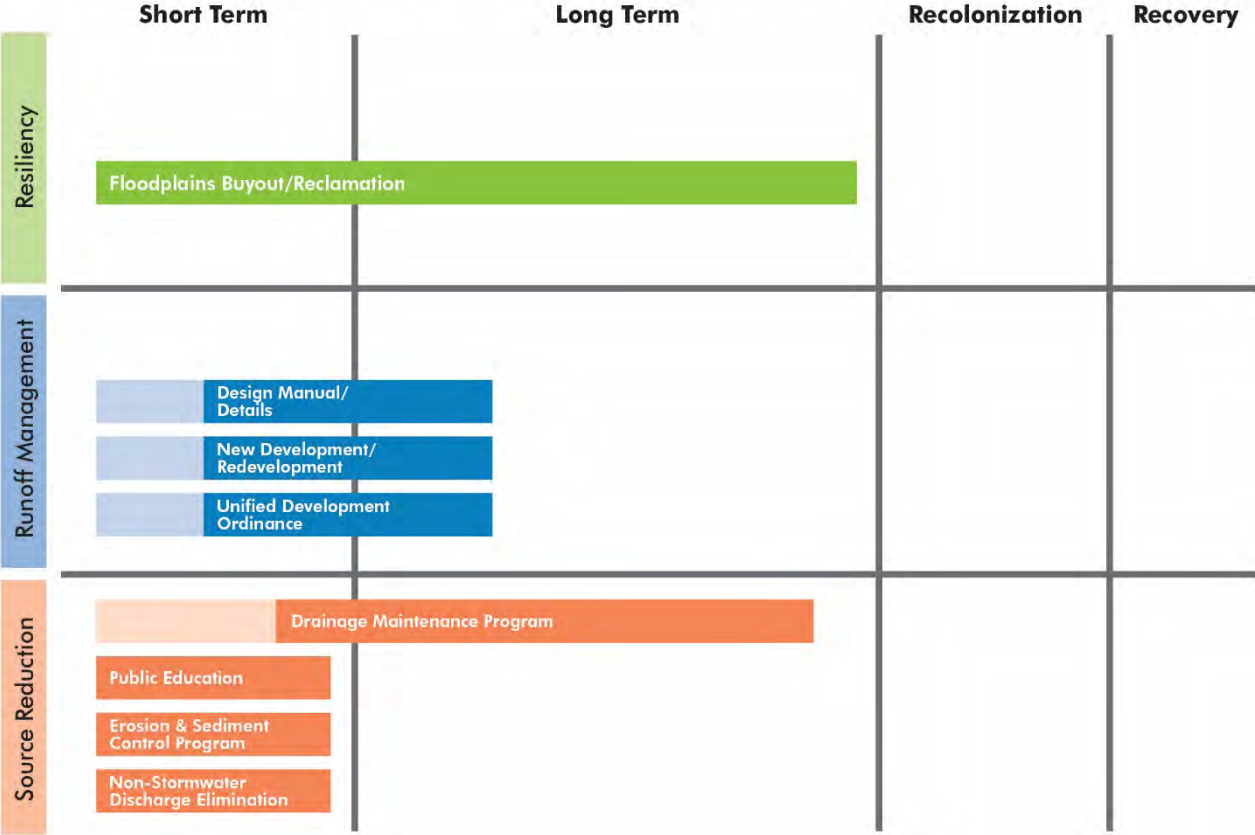 Short Term
Long Term
Recolonization
Recovery
Resiliency
Floodplains Buyout/Reclamation
Runoff Management
Design Manual/
Details
New Development/
Redevelopment
Unified Development
Ordinance
Source Reduction
Drainage Maintenance Program
Public Education
Erosion & Sediment
Control Program
Non-Stormwater
Discharge Elimination